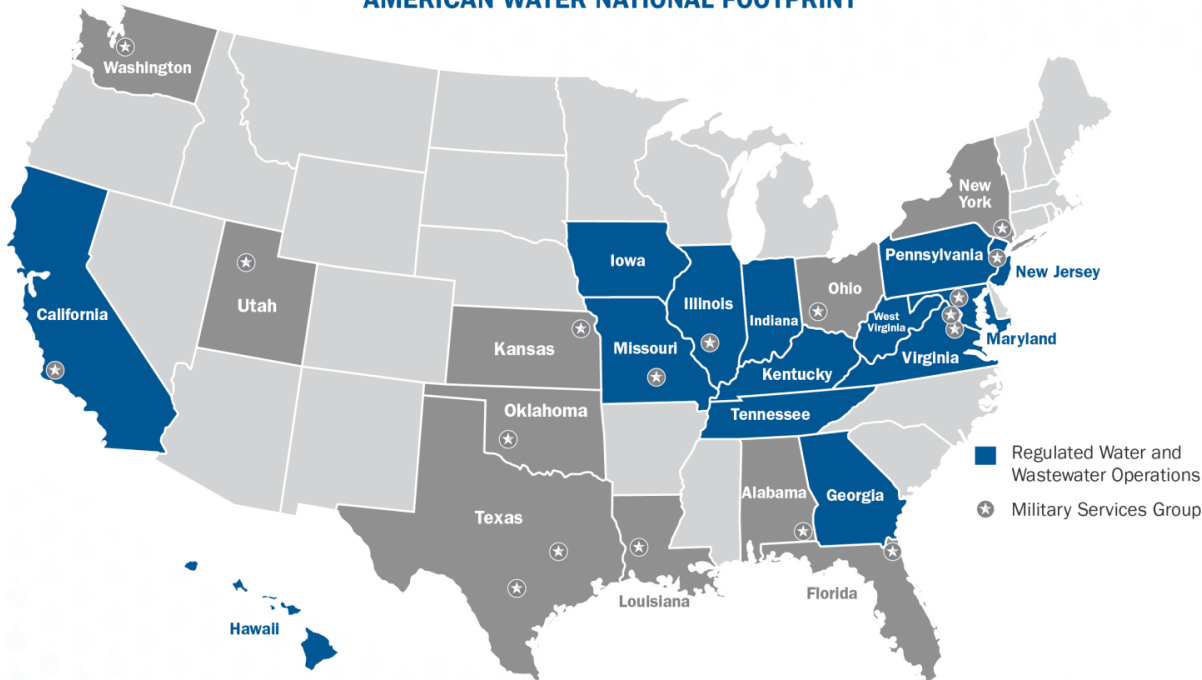 AMERICAN WATER NATIONAL FOOTPRINT
Washington
New
York
Pennsylvania
New Jersey
Iowa
Ohio
Illinois
Indiana
Utah
California
West
Virginia
Maryland
Kansas
Missouri
Virginia
Kentucky
Oklahoma
Tennessee
Regulated Water and
Wastewater Operations
Military Services Group
Alabama
Georgia
Texas
Louisiana
Florida
Hawaii